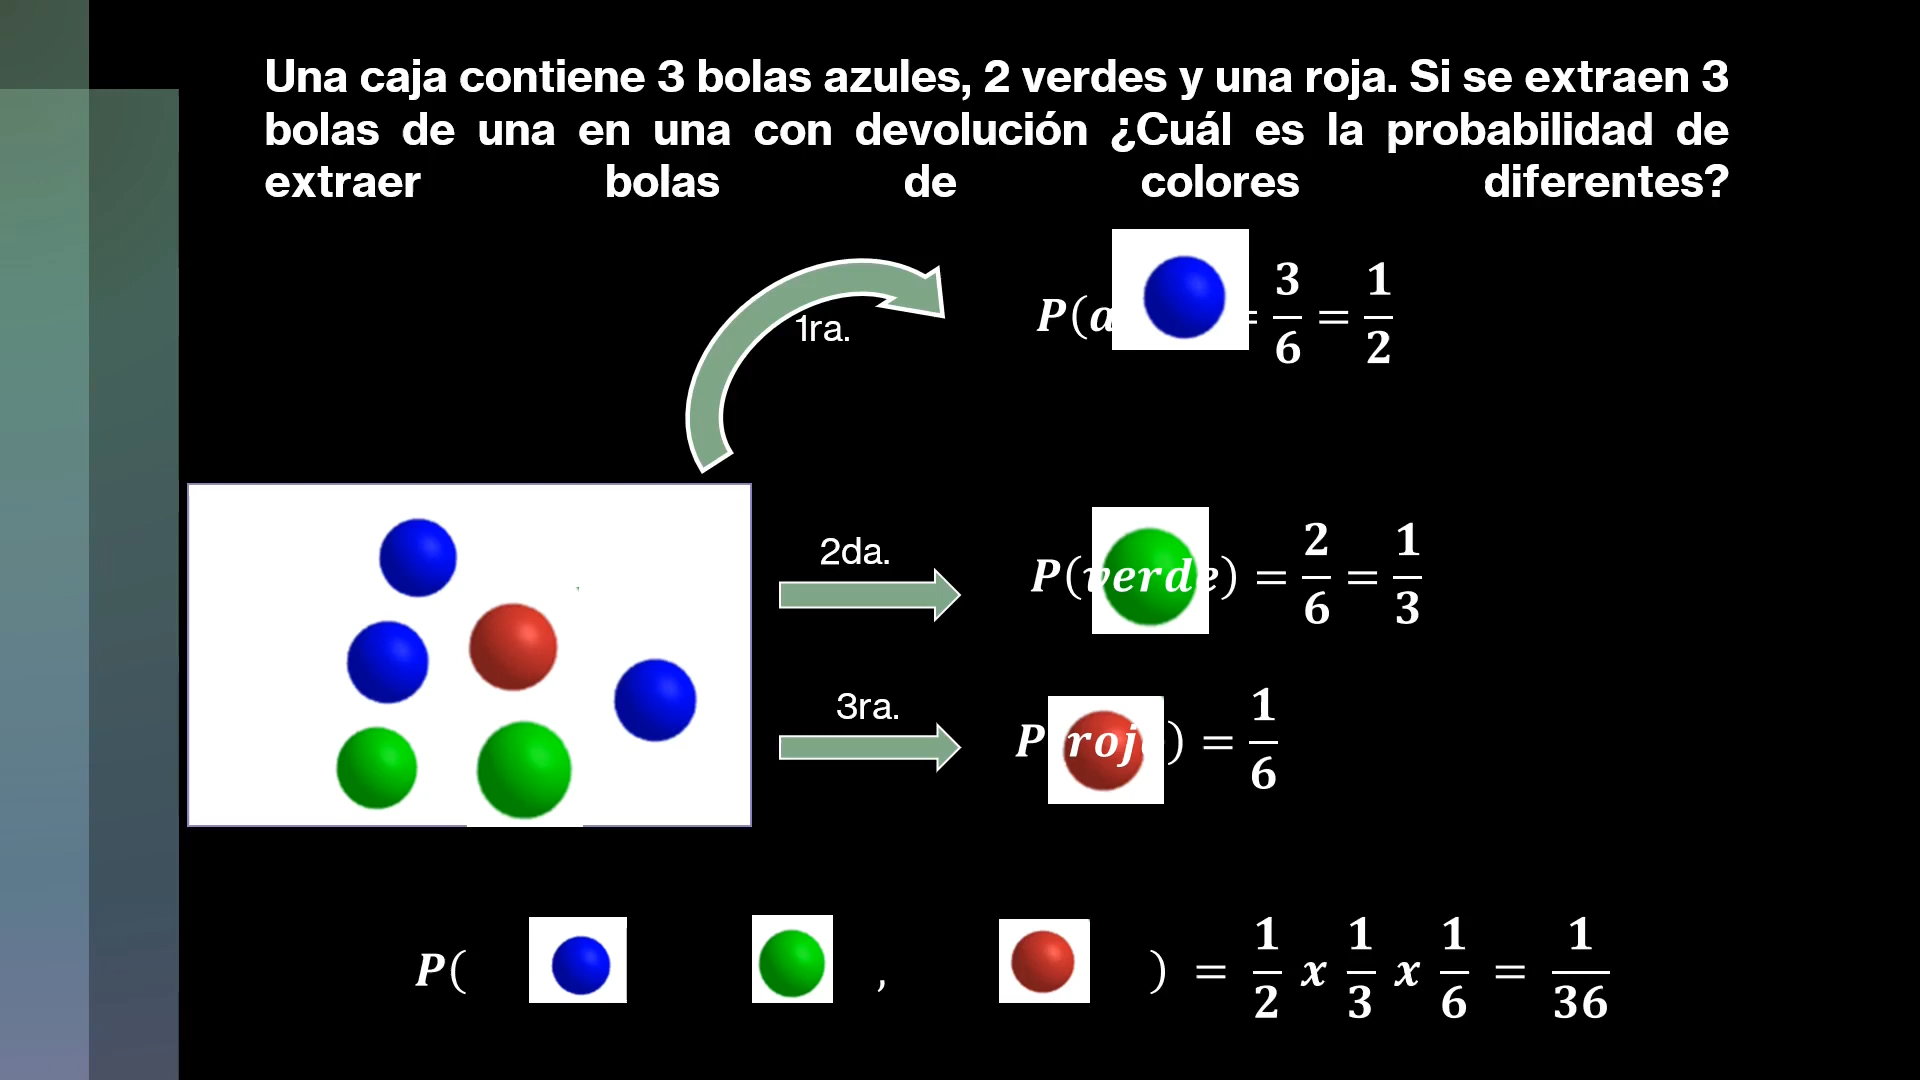 Una caja contiene 3 bolas azules, 2 verdes y una roja. Si se extraen 3
bolas de una en una con devolución ¿Cuál es la probabilidad de
extraer bolas de colores diferentes?
1ra.
P(a = 3/6 = 1/2
2da.
P(verde) = 2/6 = 1/3
3ra.
P roj ) = 1/6
P( , ) = 1/2 x 1/3 x 1/6 = 1/36